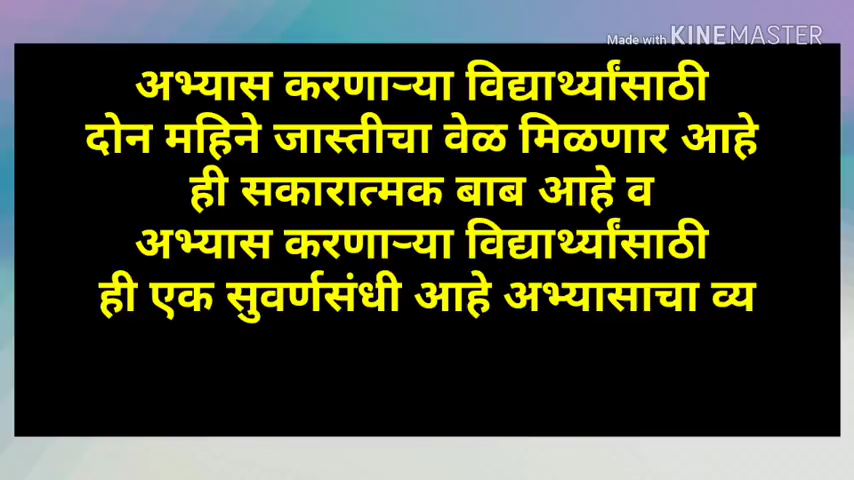 Made with KINEMASTER
अभ्यास करणाऱ्या विद्यार्थ्यांसाठी
दोन महिने जास्तीचा वेळ मिळणार आहे
ही सकारात्मक बाब आहे व
अभ्यास करणाऱ्या विद्यार्थ्यांसाठी
ही एक सुवर्णसंधी आहे अभ्यासाचा व्य